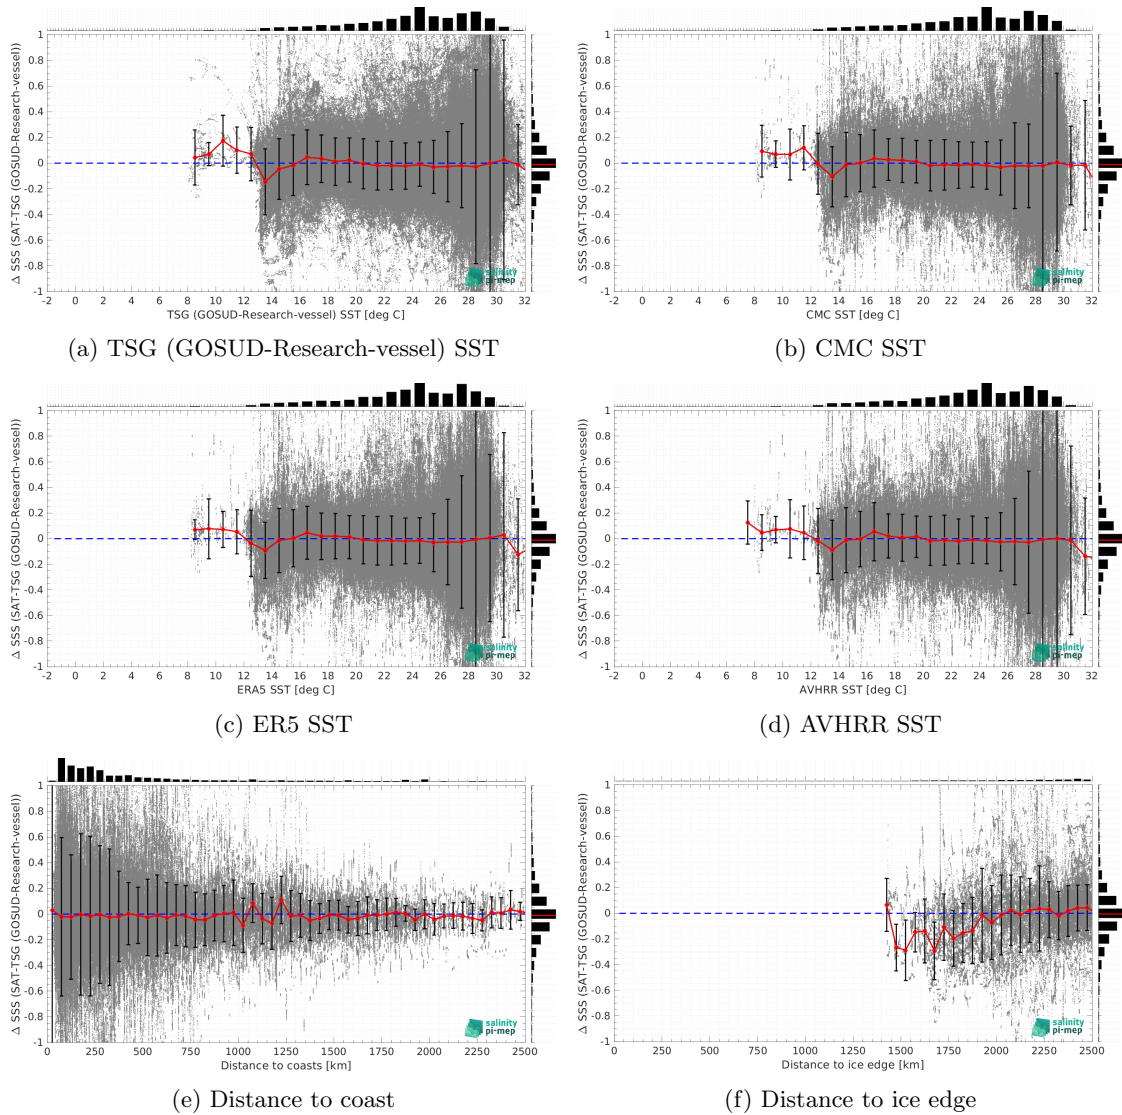 1
0.8
0.6
0.4
0.2
0
-0.2
-0.4
-0.6
-0.8
-1
Δ SSS (SAT-TSG (GOSUD-Research-vessel))
salinity
pi-mep
-2 0 2 4 6 8 10 12 14 16 18 20 22 24 26 28 30 32
TSG (GOSUD-Research-vessel) SST [deg C]
(a) TSG (GOSUD-Research-vessel) SST
1
0.8
0.6
0.4
0.2
0
-0.2
-0.4
-0.6
-0.8
-1
Δ SSS (SAT-TSG (GOSUD-Research-vessel))
salinity
pi-mep
-2 0 2 4 6 8 10 12 14 16 18 20 22 24 26 28 30 32
CMC SST [deg C]
(b) CMC SST
1
0.8
0.6
0.4
0.2
0
-0.2
-0.4
-0.6
-0.8
-1
Δ SSS (SAT-TSG (GOSUD-Research-vessel))
salinity
pi-mep
-2 0 2 4 6 8 10 12 14 16 18 20 22 24 26 28 30 32
ERA5 SST [deg C]
(c) ER5 SST
1
0.8
0.6
0.4
0.2
0
-0.2
-0.4
-0.6
-0.8
-1
Δ SSS (SAT-TSG (GOSUD-Research-vessel))
salinity
pi-mep
-2 0 2 4 6 8 10 12 14 16 18 20 22 24 26 28 30 32
AVHRR SST [deg C]
(d) AVHRR SST
1
0.8
0.6
0.4
0.2
0
-0.2
-0.4
-0.6
-0.8
-1
Δ SSS (SAT-TSG (GOSUD-Research-vessel))
salinity
pi-mep
0 250 500 750 1000 1250 1500 1750 2000 2250 2500
Distance to coasts [km]
(e) Distance to coast
1
0.8
0.6
0.4
0.2
0
-0.2
-0.4
-0.6
-0.8
-1
Δ SSS (SAT-TSG (GOSUD-Research-vessel))
salinity
pi-mep
0 250 500 750 1000 1250 1500 1750 2000 2250 2500
Distance to ice edge [km]
(f) Distance to ice edge